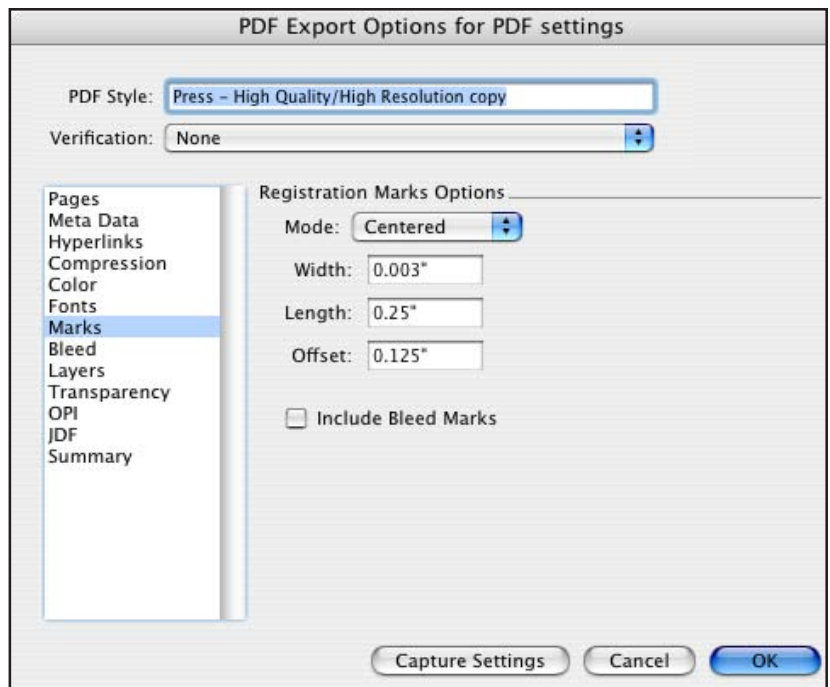 PDF Export Options for PDF settings
PDF Style: Press – High Quality/High Resolution copy
Verification: None
Pages
Meta Data
Hyperlinks
Compression
Color
Fonts
Marks
Bleed
Layers
Transparency
OPI
JDF
Summary
Registration Marks Options
Mode: Centered
Width: 0.003"
Length: 0.25"
Offset: 0.125"
Include Bleed Marks
Capture Settings Cancel OK